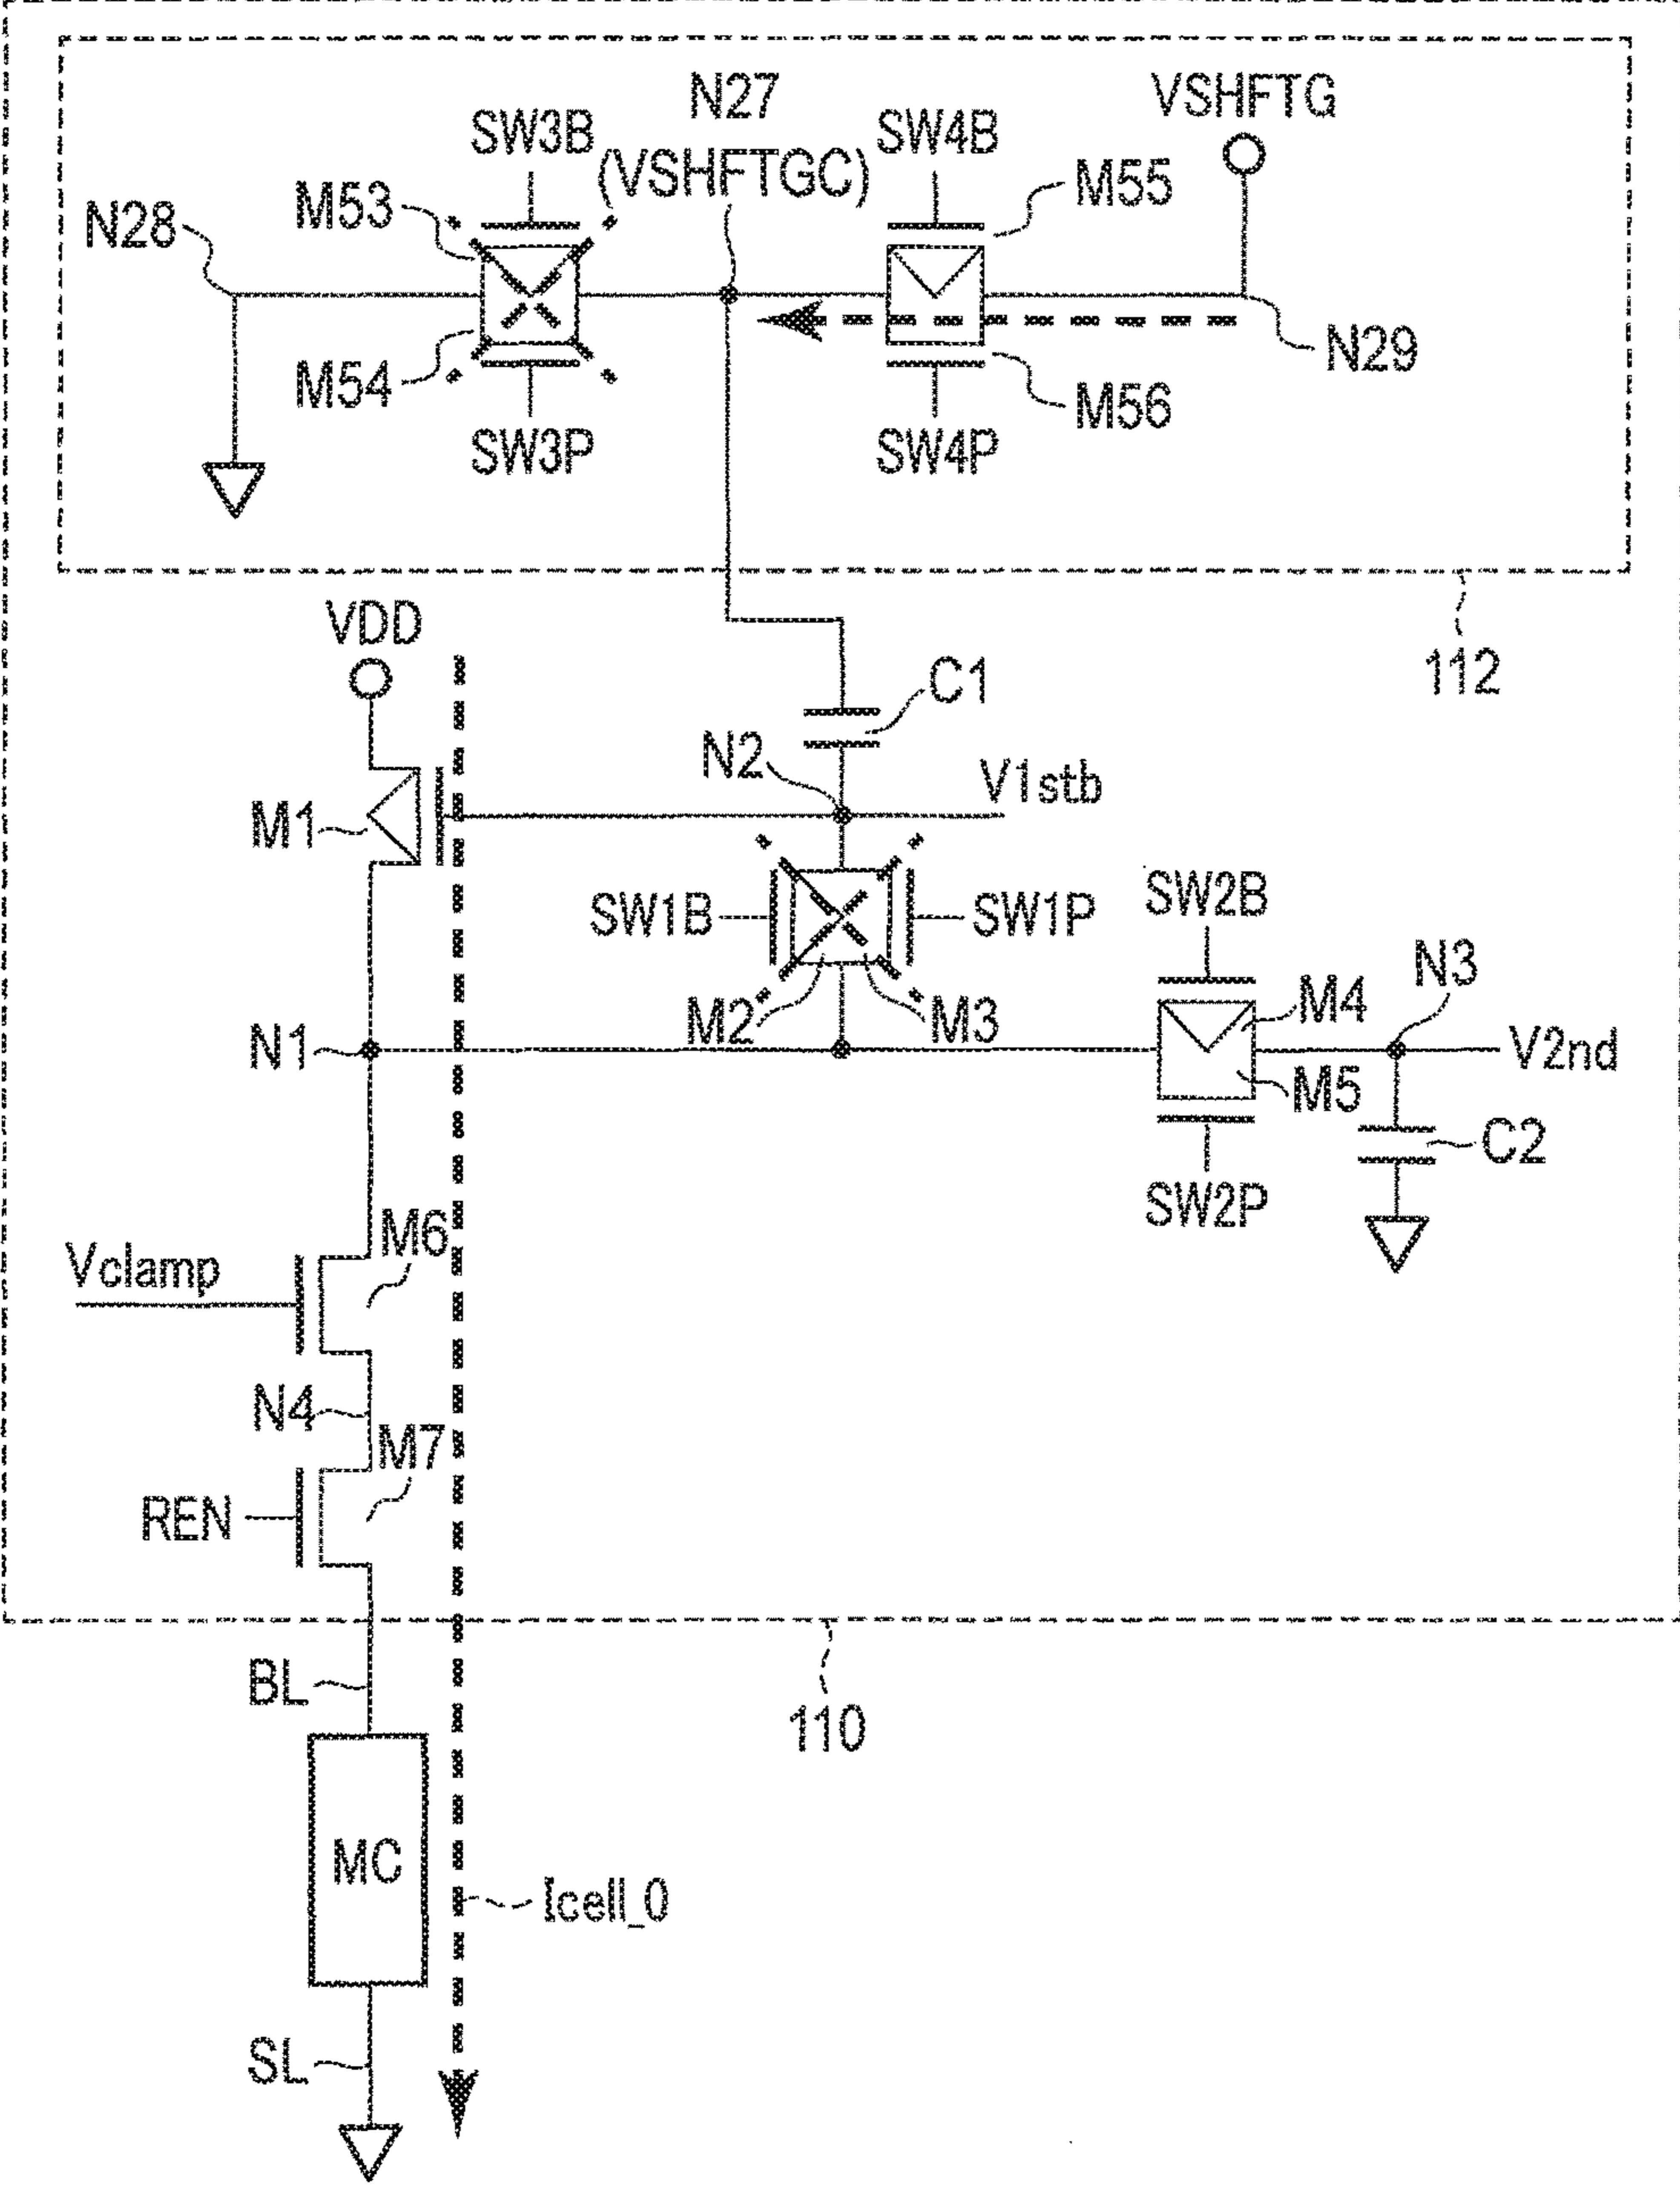 N27
VSHFTG
SW3B
(VSHFTGC)
SW4B
M53
M55
N28
N29
M54
M56
SW3P
SW4P
VDD
112
C1
N2
V1stb
M1
SW1B
SW1P
SW2B
N3
M2
M3
M4
N1
V2nd
M5
C2
SW2P
M6
Vclamp
N4
M7
REN
BL
110
MC
Icell_0
SL